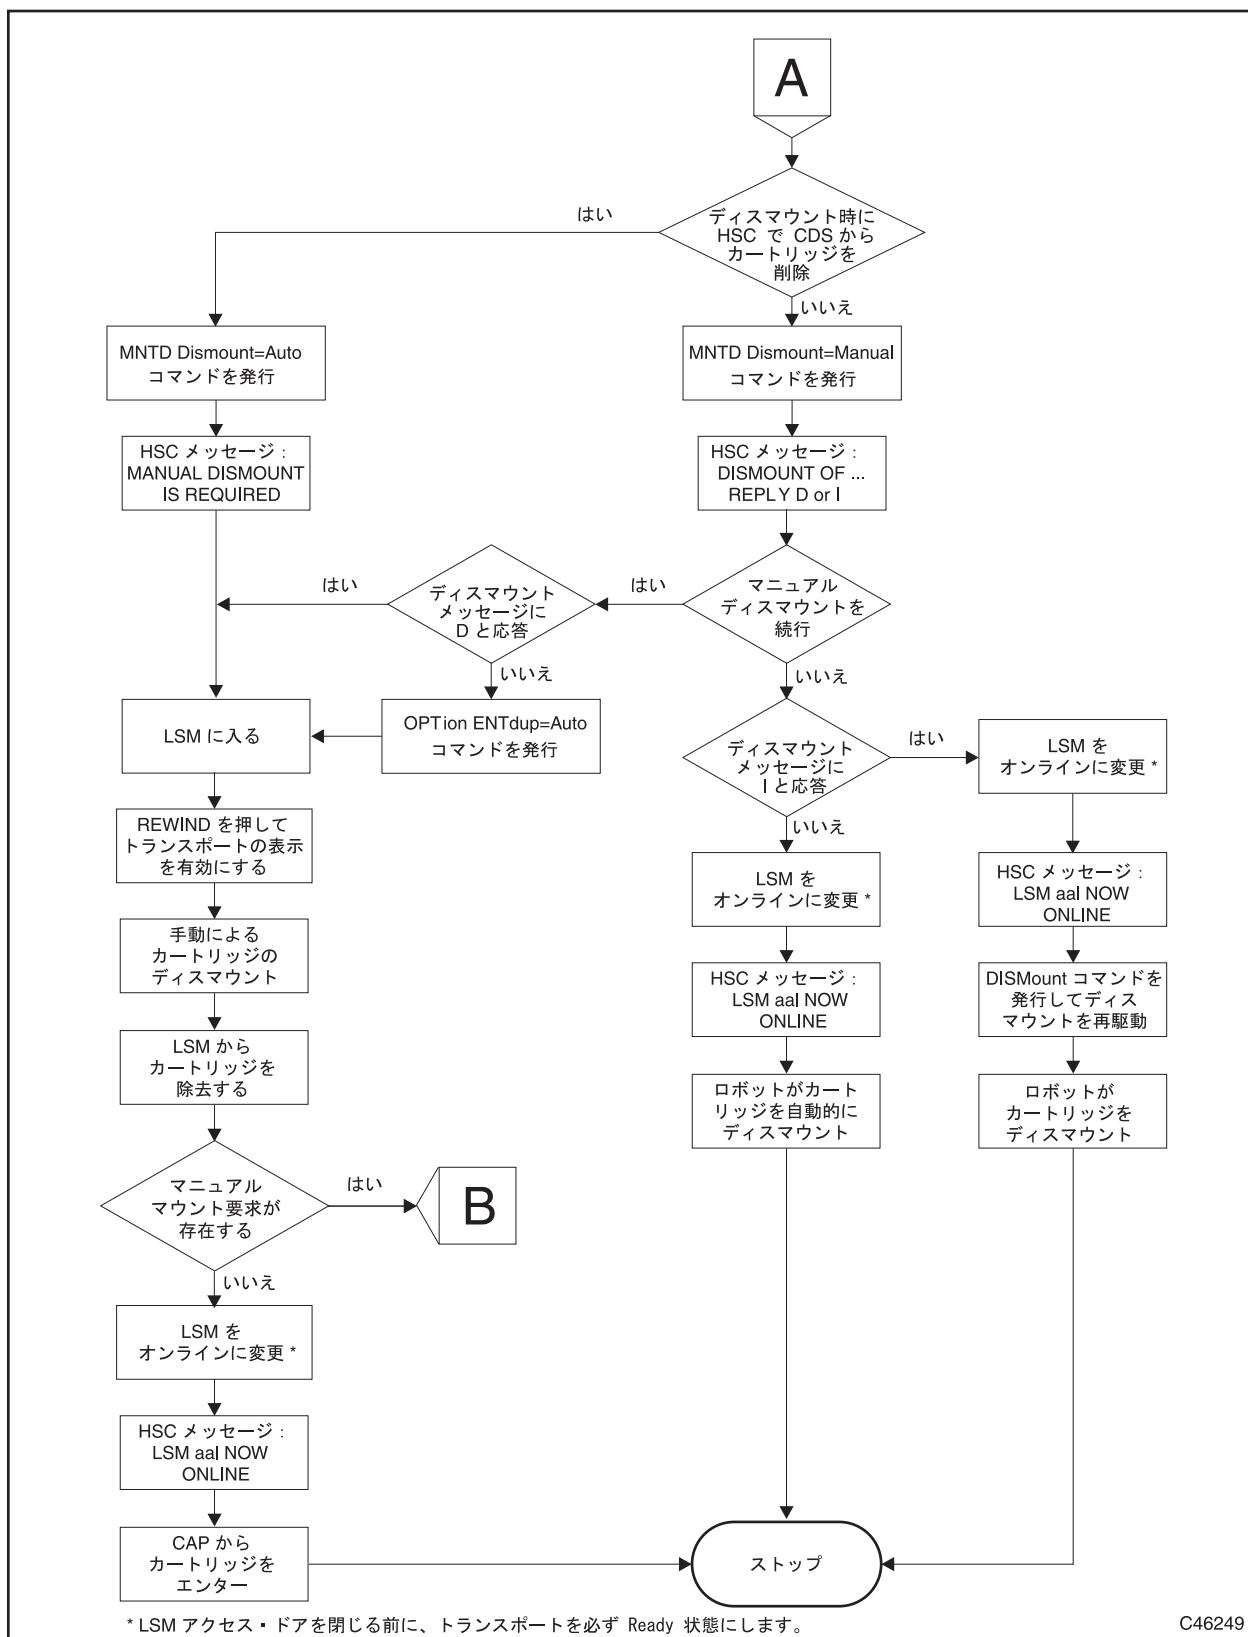 A
ディスマウント時に
HSC で CDS から
カートリッジを
削除
はい
いいえ
MNTD Dismount=Auto
コマンドを発行
MNTD Dismount=Manual
コマンドを発行
HSC メッセージ :
MANUAL DISMOUNT
IS REQUIRED
HSC メッセージ :
DISMOUNT OF ...
REPLY D or I
マニュアル
ディスマウントを
続行
はい
ディスマウント
メッセージに
D と応答
はい
いいえ
いいえ
LSM に入る
OPTion ENTdup=Auto
コマンドを発行
ディスマウント
メッセージに
I と応答
はい
LSM を
オンラインに変更 *
いいえ
REWIND を押して
トランスポートの表示
を有効にする
LSM を
オンラインに変更 *
HSC メッセージ :
LSM aal NOW
ONLINE
手動による
カートリッジの
ディスマウント
HSC メッセージ :
LSM aal NOW
ONLINE
DISMount コマンドを
発行してディス
マウントを再駆動
LSM から
カートリッジを
除去する
ロボットがカート
リッジを自動的に
ディスマウント
ロボットが
カートリッジを
ディスマウント
マニュアル
マウント要求が
存在する
はい
B
いいえ
LSM を
オンラインに変更 *
HSC メッセージ :
LSM aal NOW
ONLINE
CAP から
カートリッジを
エンター
ストップ
* LSM アクセス・ドアを閉じる前に、トランスポートを必ず Ready 状態にします。
C46249